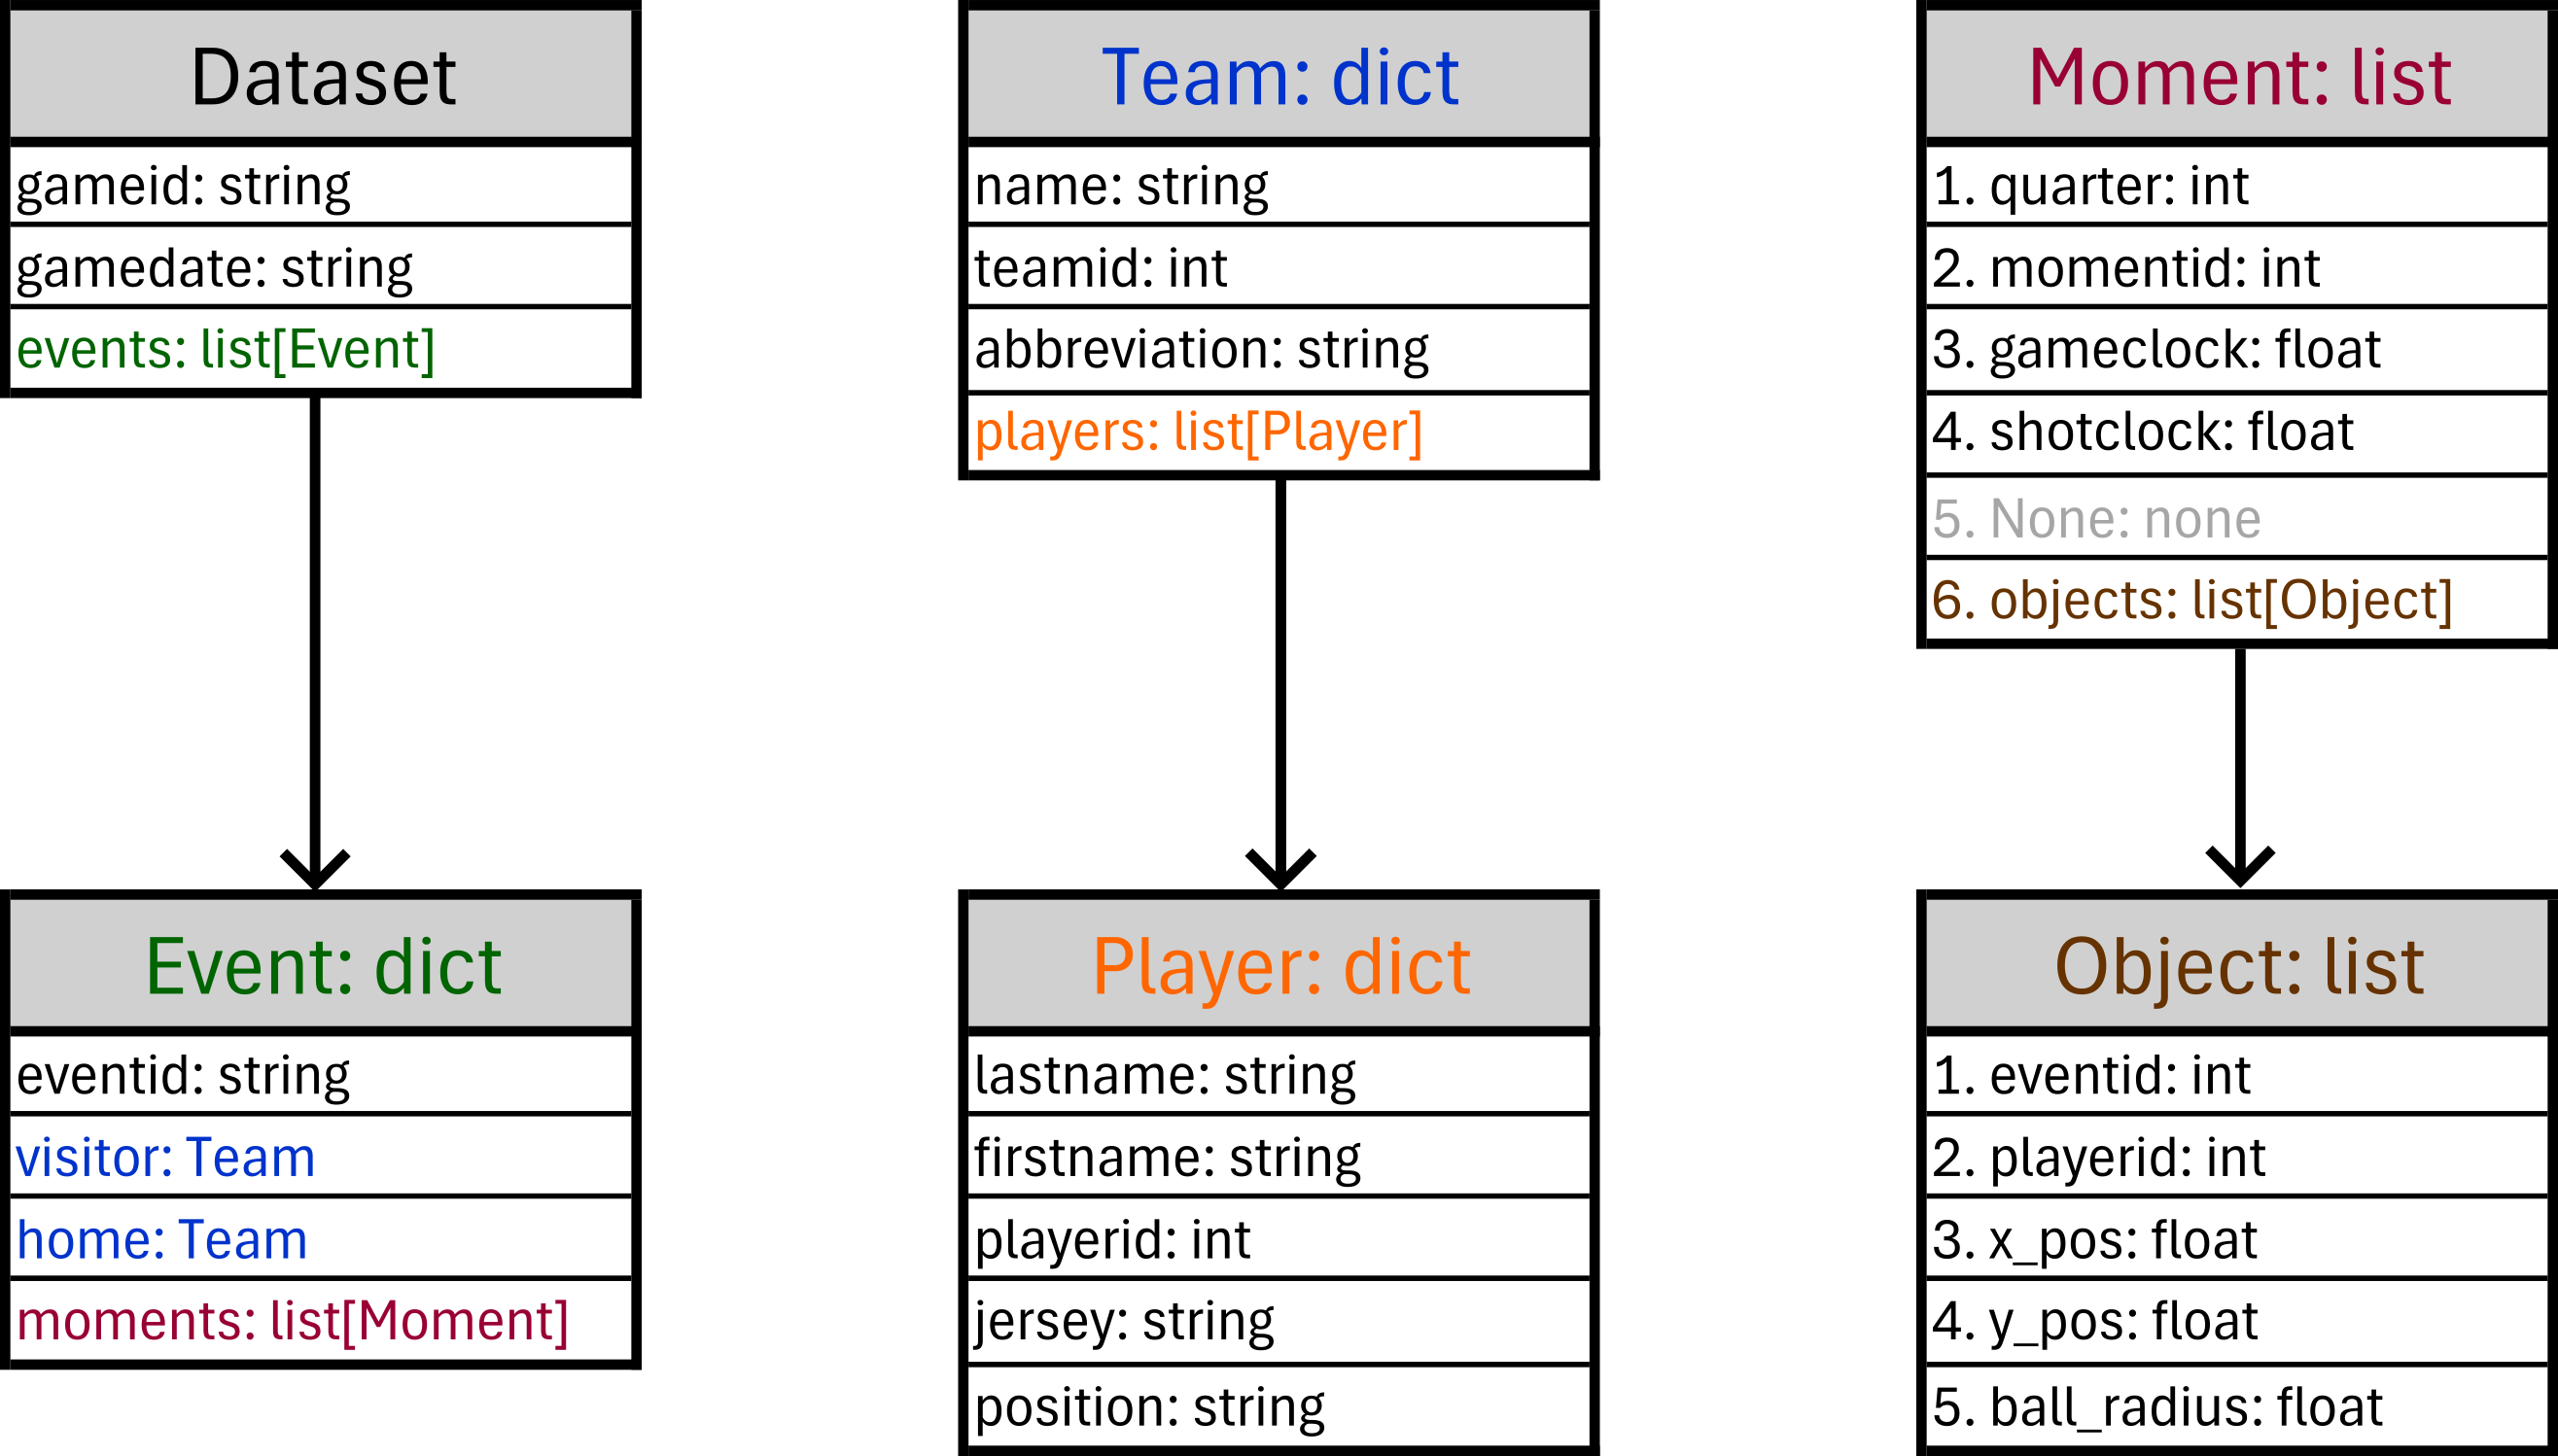 Dataset
gameid: string
gamedate: string
events: list[Event]
Event: dict
eventid: string
visitor: Team
home: Team
moments: list[Moment]
Team: dict
name: string
teamid: int
abbreviation: string
players: list[Player]
Player: dict
lastname: string
firstname: string
playerid: int
jersey: string
position: string
Moment: list
1. quarter: int
2. momentid: int
3. gameclock: float
4. shotclock: float
5. None: none
6. objects: list[Object]
Object: list
1. eventid: int
2. playerid: int
3. x_pos: float
4. y_pos: float
5. ball_radius: float